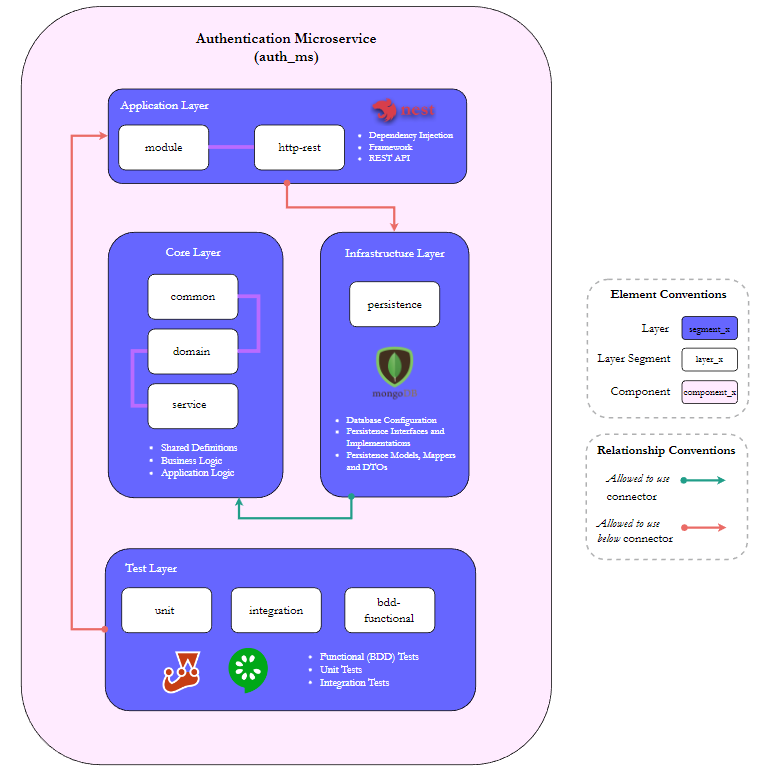 Authentication Microservice
(auth_ms)
Application Layer
nest
module
http-rest
• Dependency Injection
• Framework
• REST API
Core Layer
common
domain
service
• Shared Definitions
• Business Logic
• Application Logic
Infrastructure Layer
persistence
mongoDB
• Database Configuration
• Persistence Interfaces and
Implementations
• Persistence Models, Mappers
and DTOs
Test Layer
unit
integration
bdd-
functional
• Functional (BDD) Tests
• Unit Tests
• Integration Tests
Element Conventions
Layer
segment_x
Layer Segment
layer_x
Component
component_x
Relationship Conventions
Allowed to use
connector
Allowed to use
below connector